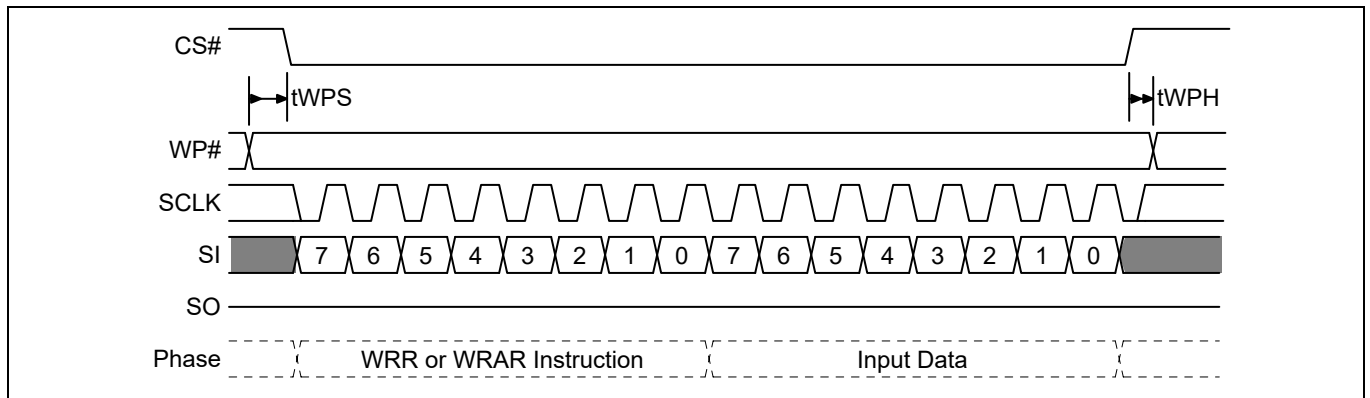 CS#
tWPS tWPH
WP#
SCLK
SI 7 6 5 4 3 2 1 0 7 6 5 4 3 2 1 0
SO
Phase WRR or WRAR Instruction Input Data